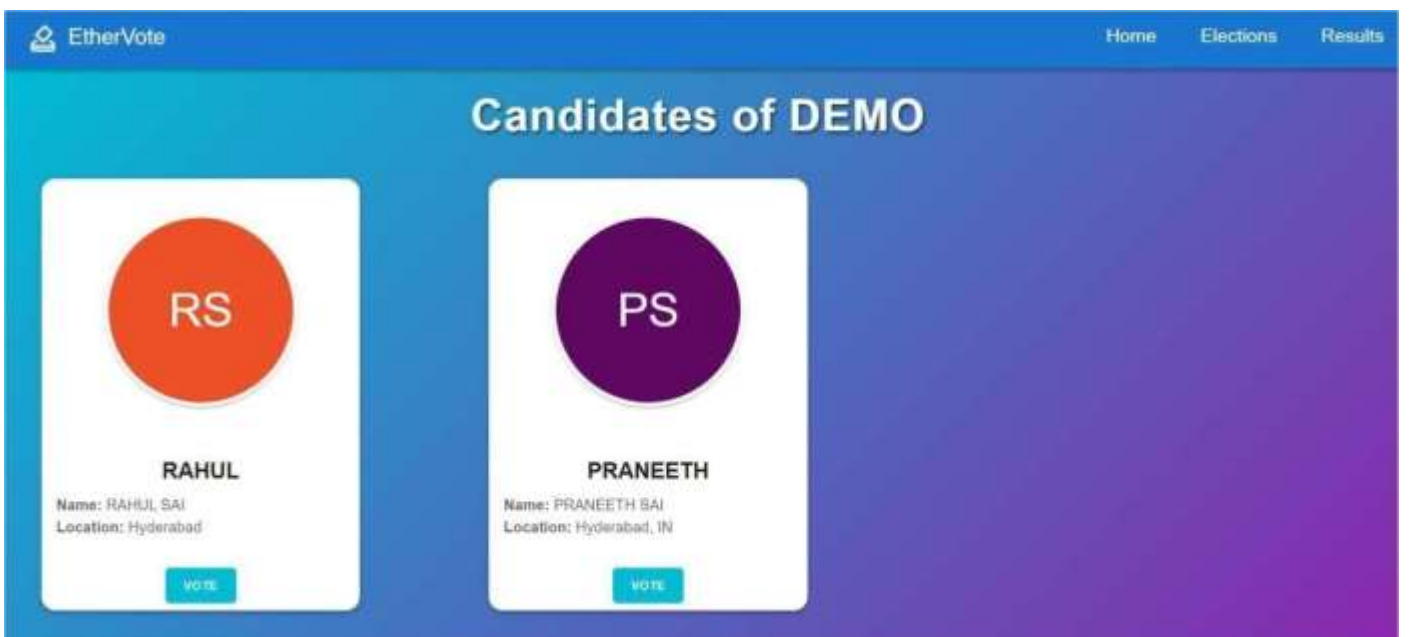 EtherVote
Home Elections Results
Candidates of DEMO
RS
RAHUL
Name: RAHUL SAI
Location: Hyderabad
VOTE
PS
PRANEETH
Name: PRANEETH SAI
Location: Hyderabad, IN
VOTE